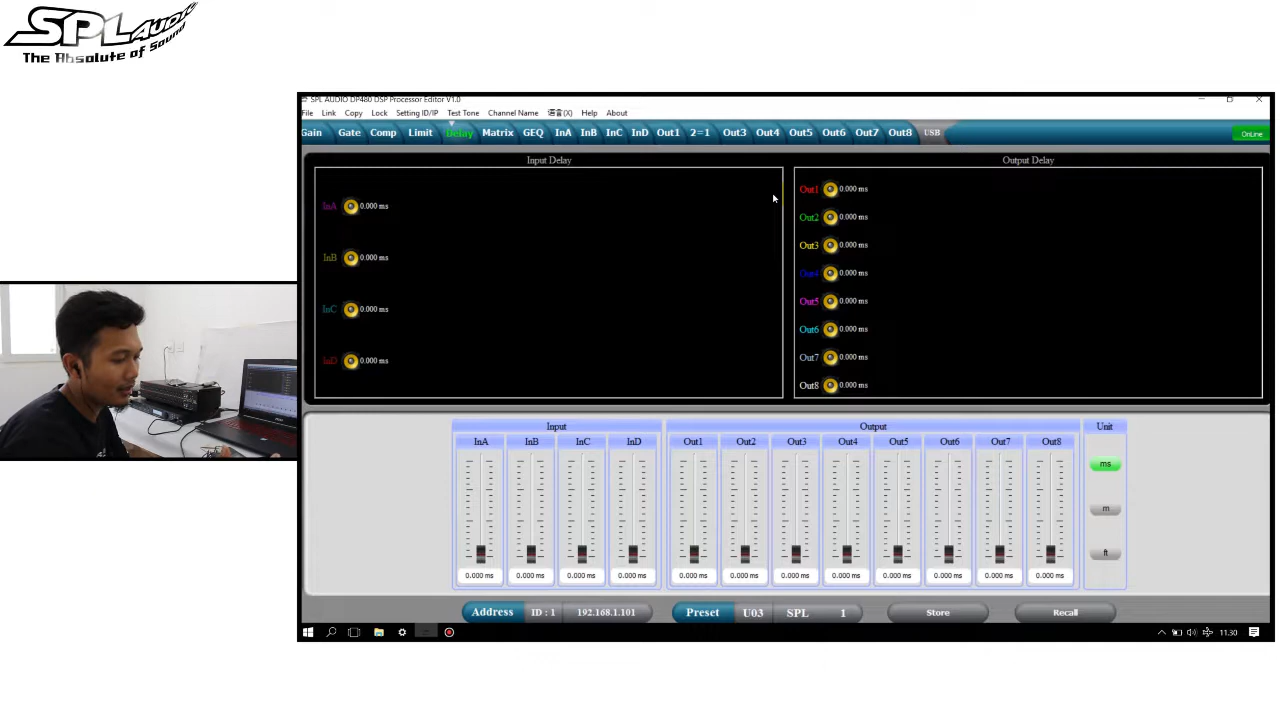 SPL AUDIO
The Absolute of Sound
SPL AUDIO DP480 DSP Processor Editor V1.0
File Link Copy Lock Setting ID/IP Test Tone Channel Name 语言(X) Help About
Gain Gate Comp Limit Delay Matrix GEQ InA InB InC InD Out1 2=1 Out3 Out4 Out5 Out6 Out7 Out8 USB OnLine
Input Delay Output Delay
InA 0.000 ms
InB 0.000 ms
InC 0.000 ms
InD 0.000 ms
Out1 0.000 ms
Out2 0.000 ms
Out3 0.000 ms
Out4 0.000 ms
Out5 0.000 ms
Out6 0.000 ms
Out7 0.000 ms
Out8 0.000 ms
Input Output Unit
InA InB InC InD Out1 Out2 Out3 Out4 Out5 Out6 Out7 Out8
ms
m
ft
0.000 ms 0.000 ms 0.000 ms 0.000 ms 0.000 ms 0.000 ms 0.000 ms 0.000 ms 0.000 ms 0.000 ms 0.000 ms 0.000 ms
Address ID : 1 192.168.1.101 Preset U03 SPL 1 Store Recall
11.30